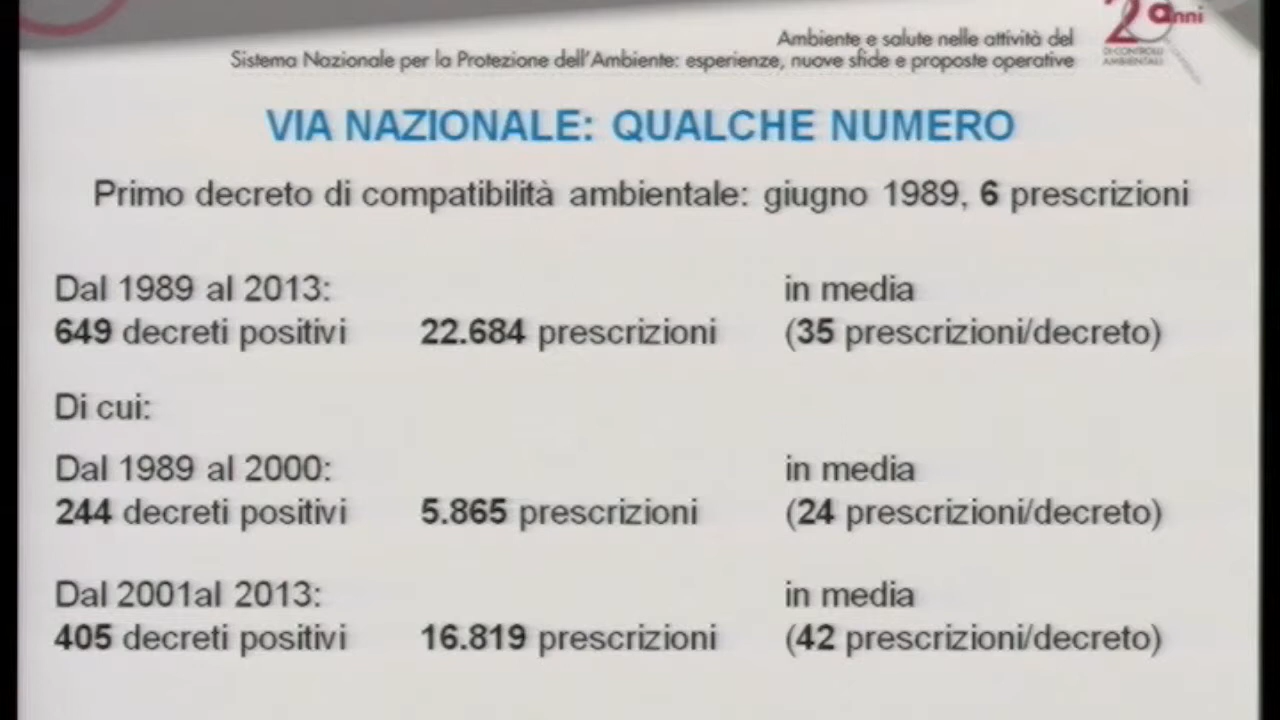 20 anni
DI CONTROLLI
AMBIENTALI
Ambiente e salute nelle attività del
Sistema Nazionale per la Protezione dell'Ambiente: esperienze, nuove sfide e proposte operative
VIA NAZIONALE: QUALCHE NUMERO
Primo decreto di compatibilità ambientale: giugno 1989, 6 prescrizioni
Dal 1989 al 2013: in media
649 decreti positivi 22.684 prescrizioni (35 prescrizioni/decreto)
Di cui:
Dal 1989 al 2000: in media
244 decreti positivi 5.865 prescrizioni (24 prescrizioni/decreto)
Dal 2001al 2013: in media
405 decreti positivi 16.819 prescrizioni (42 prescrizioni/decreto)